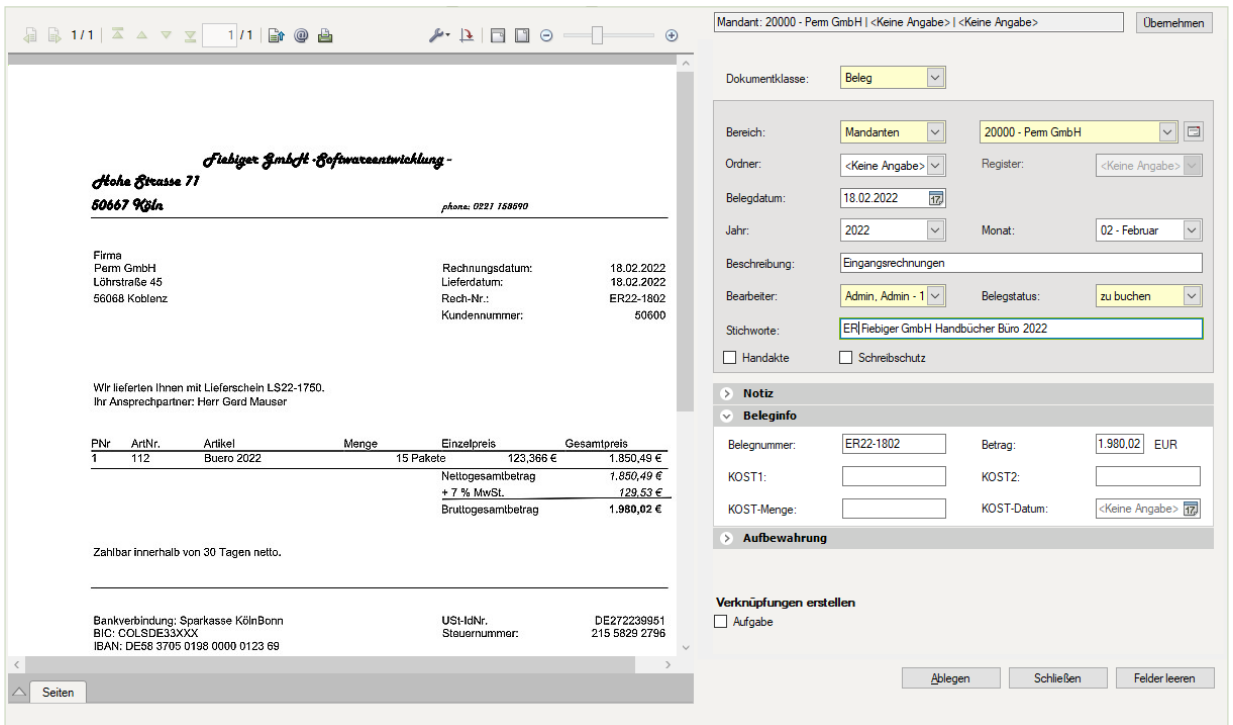 1/1 1 /1
Fiebiger GmbH -Softwareentwicklung -
Hohe Strasse 71
50667 Köln phone: 0221 158590
Firma
Perm GmbH Rechnungsdatum: 18.02.2022
Löhrstraße 45 Lieferdatum: 18.02.2022
56068 Koblenz Rech-Nr.: ER22-1802
Kundennummer: 50600
Wir lieferten Ihnen mit Lieferschein LS22-1750.
Ihr Ansprechpartner: Herr Gerd Mauser
PNr ArtNr. Artikel Menge Einzelpreis Gesamtpreis
1 112 Buero 2022 15 Pakete 123,366 € 1.850,49 €
Nettogesamtbetrag 1.850,49 €
+ 7 % MwSt. 129,53 €
Bruttogesamtbetrag 1.980,02 €
Zahlbar innerhalb von 30 Tagen netto.
Bankverbindung: Sparkasse KölnBonn USt-IdNr. DE272239951
BIC: COLSDE33XXX Steuernummer: 215 5829 2796
IBAN: DE58 3705 0198 0000 0123 69
Seiten
Mandant: 20000 - Perm GmbH | <Keine Angabe> | <Keine Angabe> Übernehmen
Dokumentklasse: Beleg
Bereich: Mandanten 20000 - Perm GmbH
Ordner: <Keine Angabe> Register: <Keine Angabe>
Belegdatum: 18.02.2022
Jahr: 2022 Monat: 02 - Februar
Beschreibung: Eingangsrechnungen
Bearbeiter: Admin, Admin - 1 Belegstatus: zu buchen
Stichworte: ER Fiebiger GmbH Handbücher Büro 2022
Handakte Schreibschutz
Notiz
Beleginfo
Belegnummer: ER22-1802 Betrag: 1.980,02 EUR
KOST1: KOST2:
KOST-Menge: KOST-Datum: <Keine Angabe>
Aufbewahrung
Verknüpfungen erstellen
Aufgabe
Ablegen Schließen Felder leeren